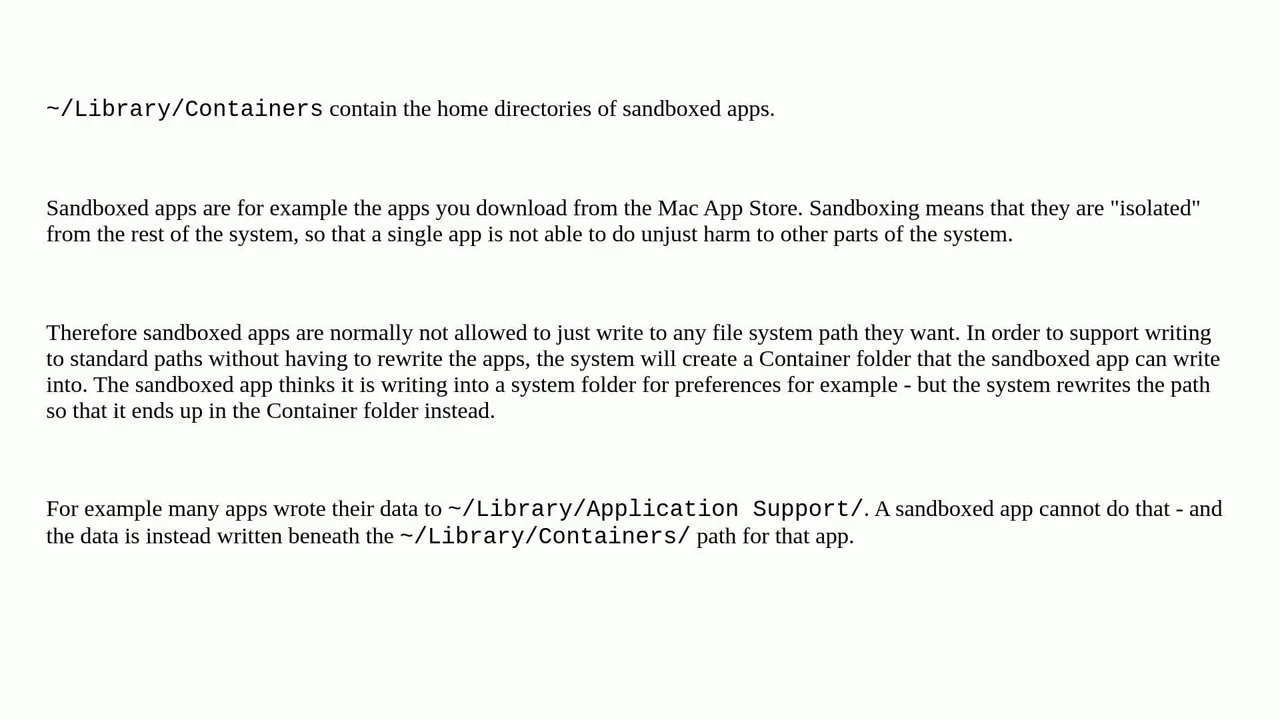 ~/Library/Containers contain the home directories of sandboxed apps.
Sandboxed apps are for example the apps you download from the Mac App Store. Sandboxing means that they are "isolated"
from the rest of the system, so that a single app is not able to do unjust harm to other parts of the system.
Therefore sandboxed apps are normally not allowed to just write to any file system path they want. In order to support writing
to standard paths without having to rewrite the apps, the system will create a Container folder that the sandboxed app can write
into. The sandboxed app thinks it is writing into a system folder for preferences for example - but the system rewrites the path
so that it ends up in the Container folder instead.
For example many apps wrote their data to ~/Library/Application Support/. A sandboxed app cannot do that - and
the data is instead written beneath the ~/Library/Containers/ path for that app.